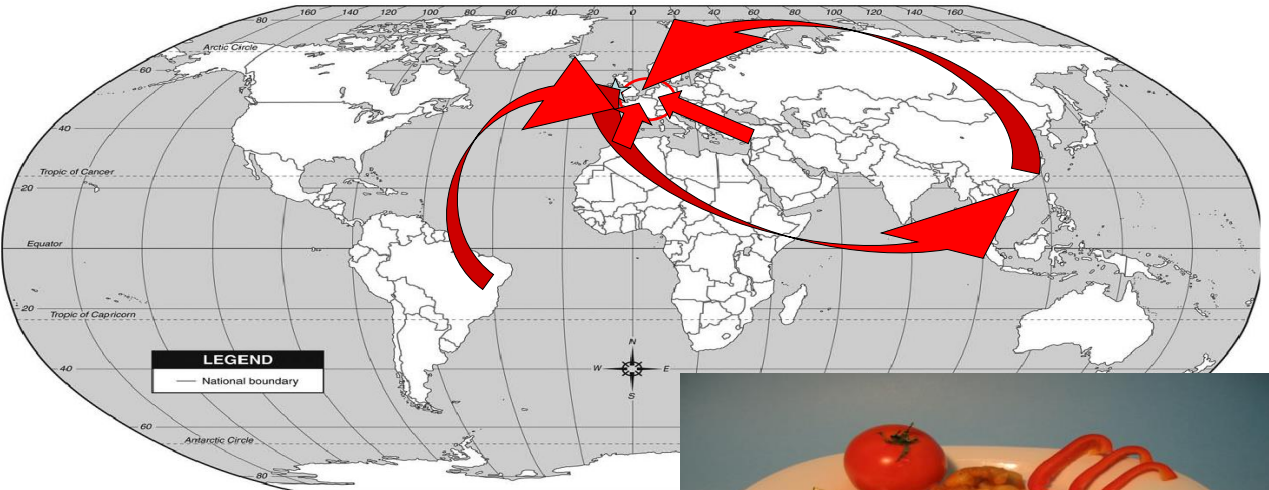 160 140 120 100 80 60 40 20 0 20 40 60 80 100 120 140 160
80
Arctic Circle
60
40
Tropic of Cancer
20
Equator
20
Tropic of Capricorn
LEGEND
National boundary
N
W E
S
40
60
Antarctic Circle
80